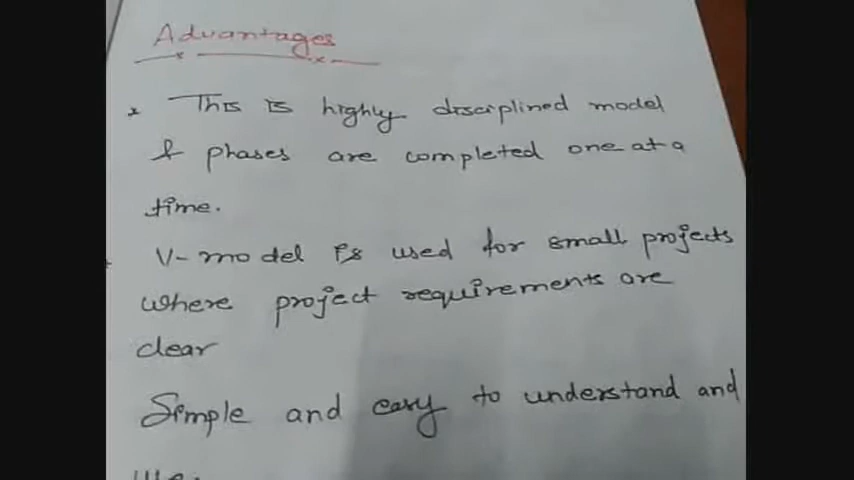 Advantages
* This is highly disciplined model
& phases are completed one at a
time.
V- model is used for small projects
where project requirements are
clear
Simple and easy to understand and